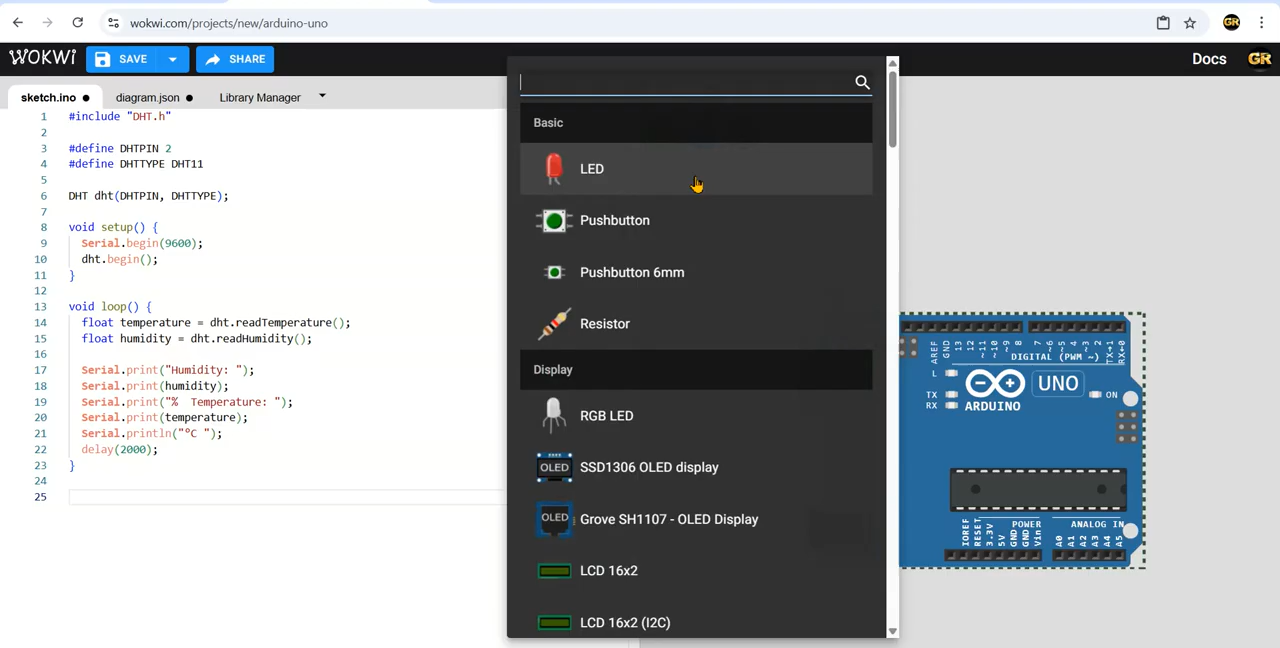 wokwi.com/projects/new/arduino-uno
GR
WOKWI
SAVE
SHARE
Docs
GR
sketch.ino
diagram.json
Library Manager
1 #include "DHT.h"
2
3 #define DHTPIN 2
4 #define DHTTYPE DHT11
5
6 DHT dht(DHTPIN, DHTTYPE);
7
8 void setup() {
9 Serial.begin(9600);
10 dht.begin();
11 }
12
13 void loop() {
14 float temperature = dht.readTemperature();
15 float humidity = dht.readHumidity();
16
17 Serial.print("Humidity: ");
18 Serial.print(humidity);
19 Serial.print("% Temperature: ");
20 Serial.print(temperature);
21 Serial.println("ºC ");
22 delay(2000);
23 }
24
25
Basic
LED
Pushbutton
Pushbutton 6mm
Resistor
Display
RGB LED
OLED SSD1306 OLED display
OLED Grove SH1107 - OLED Display
LCD 16x2
LCD 16x2 (I2C)
AREF GND 13 12 ~11 ~10 ~9 8 7 ~6 ~5 4 ~3 2 TX→1 RX←0
DIGITAL (PWM ~)
L
TX
RX
UNO
ARDUINO
ON
POWER
ANALOG IN
IOREF RESET 3.3V 5V GND GND Vin A0 A1 A2 A3 A4 A5